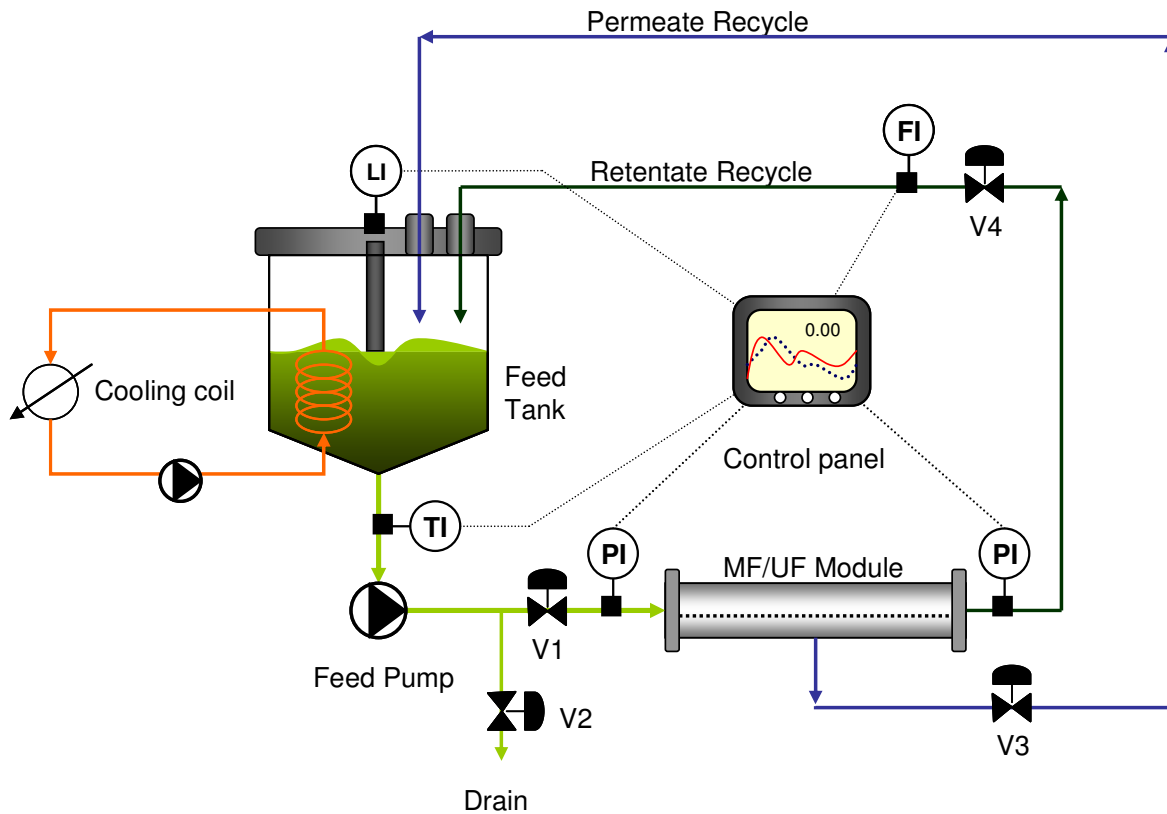 Permeate Recycle
FI
LI
Retentate Recycle
V4
0.00
Cooling coil
Feed
Tank
Control panel
TI
PI
MF/UF Module
PI
V1
Feed Pump
V2
V3
Drain